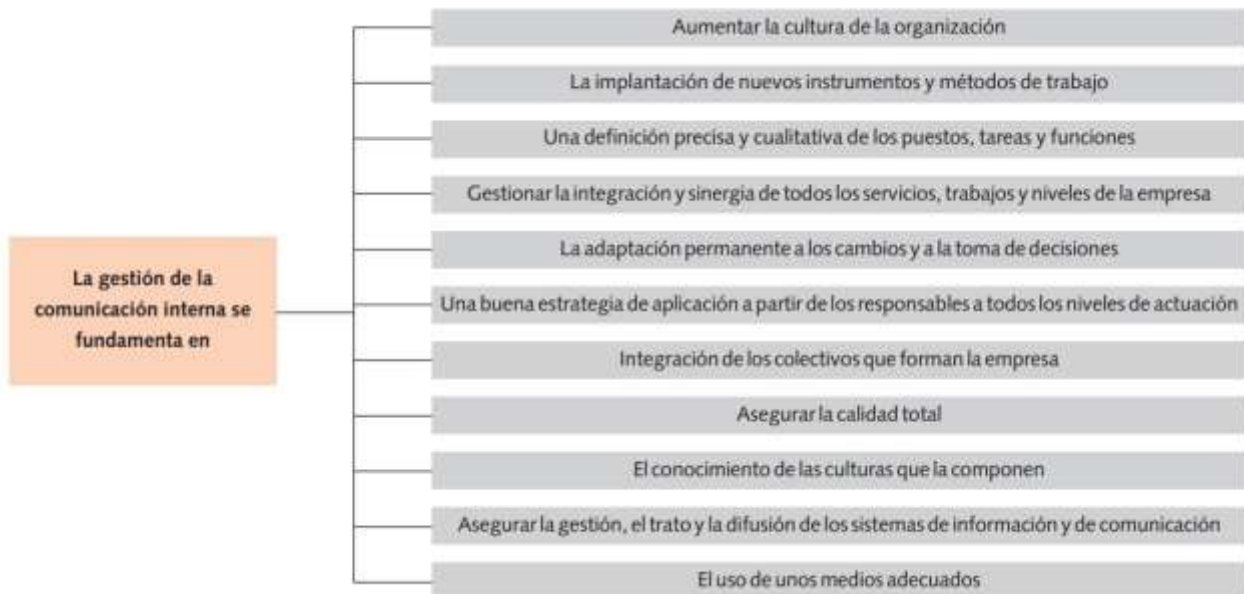 La gestión de la
comunicación interna se
fundamenta en
Aumentar la cultura de la organización
La implantación de nuevos instrumentos y métodos de trabajo
Una definición precisa y cualitativa de los puestos, tareas y funciones
Gestionar la integración y sinergia de todos los servicios, trabajos y niveles de la empresa
La adaptación permanente a los cambios y a la toma de decisiones
Una buena estrategia de aplicación a partir de los responsables a todos los niveles de actuación
Integración de los colectivos que forman la empresa
Asegurar la calidad total
El conocimiento de las culturas que la componen
Asegurar la gestión, el trato y la difusión de los sistemas de información y de comunicación
El uso de unos medios adecuados